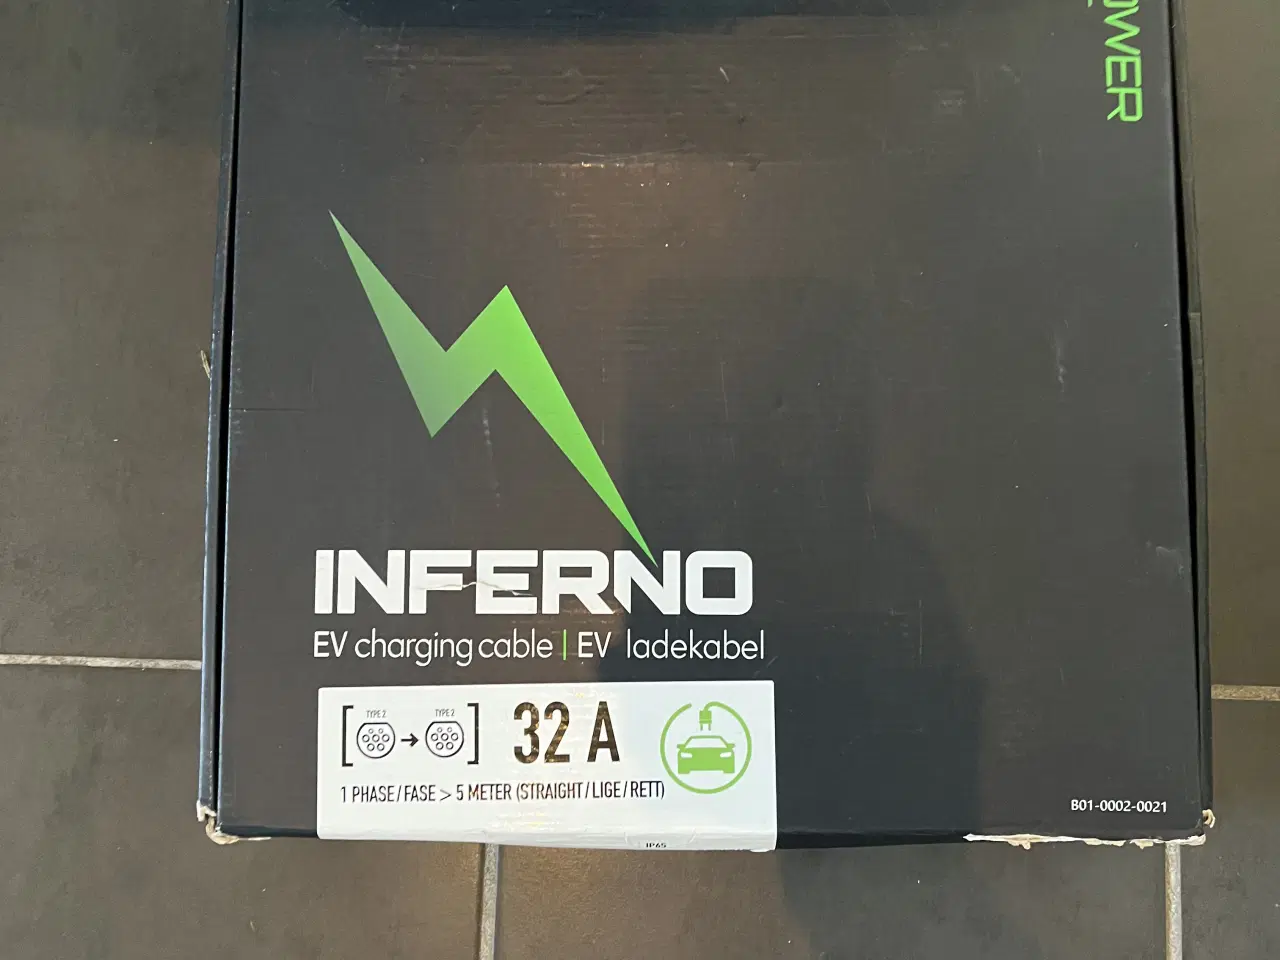 OWER
INFERNO
EV charging cable | EV ladekabel
TYPE 2 TYPE 2
32 A
1 PHASE/FASE > 5 METER (STRAIGHT/LIGE/RETT)
IP65
B01-0002-0021